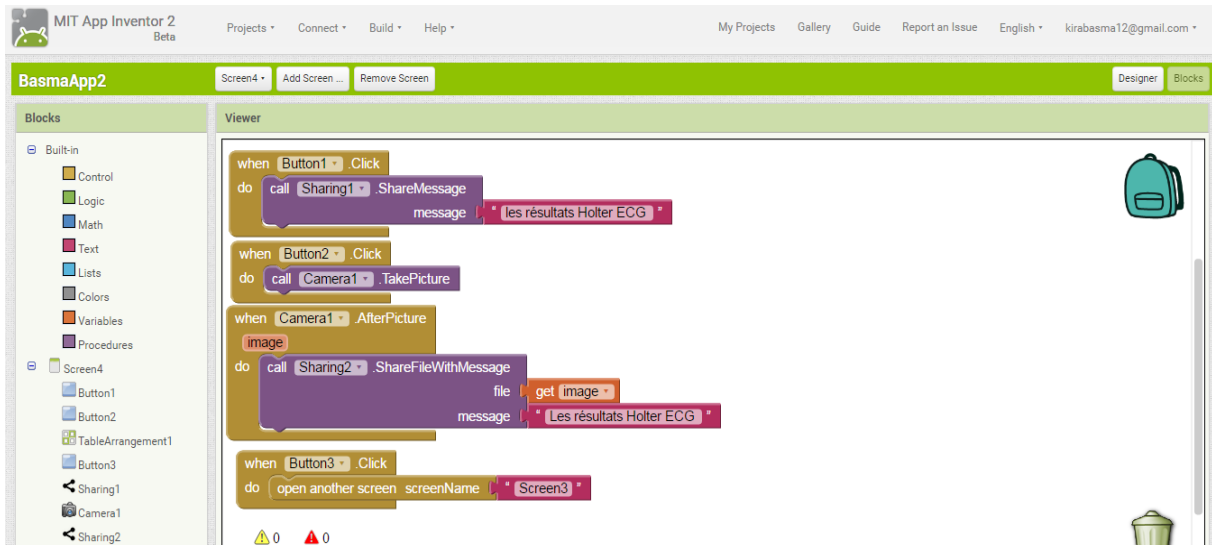 MIT App Inventor 2
Beta
Projects Connect Build Help My Projects Gallery Guide Report an Issue English kirabasma12@gmail.com
BasmaApp2 Screen4 Add Screen ... Remove Screen Designer Blocks
Blocks Viewer
Built-in
Control
Logic
Math
Text
Lists
Colors
Variables
Procedures
Screen4
Button1
Button2
TableArrangement1
Button3
Sharing1
Camera1
Sharing2
when Button1 .Click
do call Sharing1 .ShareMessage
message " les résultats Holter ECG "
when Button2 .Click
do call Camera1 .TakePicture
when Camera1 .AfterPicture
image
do call Sharing2 .ShareFileWithMessage
file get image
message " Les résultats Holter ECG "
when Button3 .Click
do open another screen screenName " Screen3 "
0 0